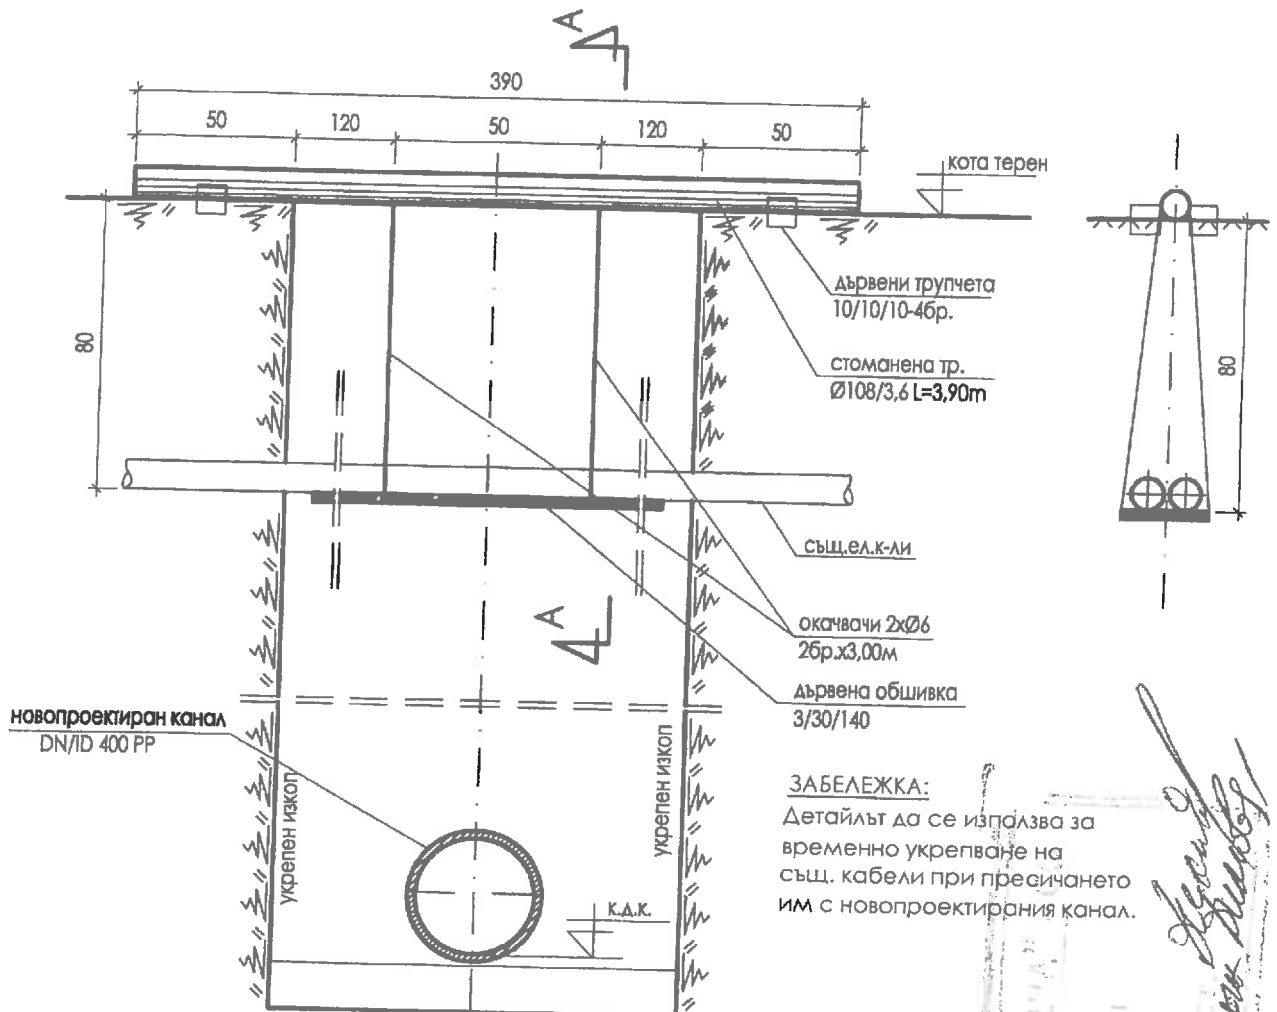 A
390
50 120 50 120 50
кота терен
дървени трупчета
10/10/10-4бр.
стоманена тр.
Ø108/3,6 L=3,90m
80
80
същ.ел.к-ли
A
окачвачи 2xØ6
2бр.x3,00м
дървена обшивка
3/30/140
новопроектиран канал
DN/ID 400 PP
укрепен изкоп
укрепен изкоп
к.д.к.
ЗАБЕЛЕЖКА:
Детайлът да се използва за
временно укрепване на
същ. кабели при пресичането
им с новопроектирания канал.